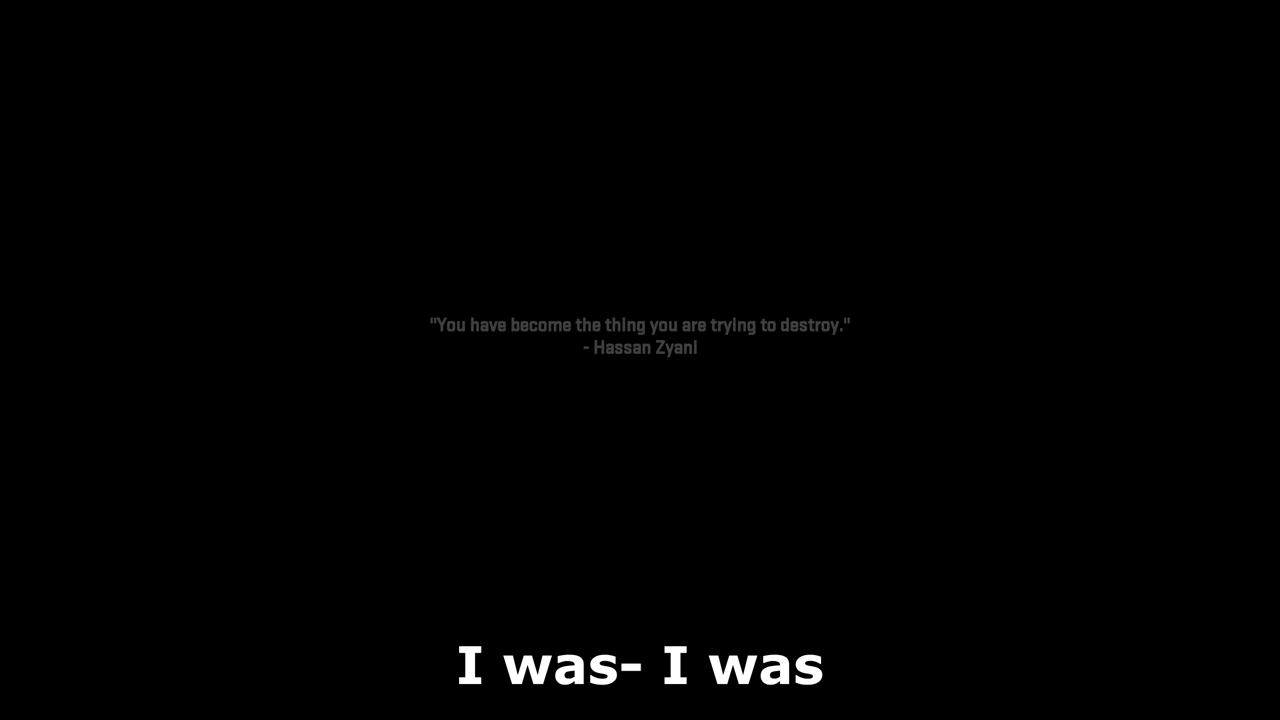 "You have become the thing you are trying to destroy."
- Hassan Zyani
I was- I was